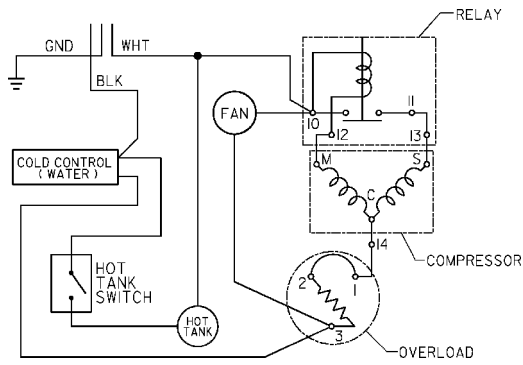 RELAY
GND
WHT
BLK
FAN
10
11
12
13
COLD CONTROL
(WATER)
M
S
C
14
COMPRESSOR
HOT
TANK
SWITCH
2
1
HOT
TANK
3
OVERLOAD